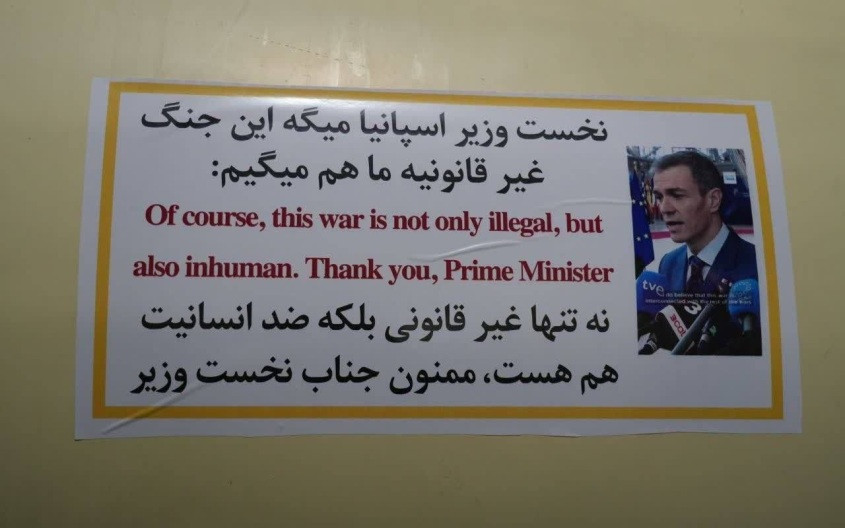 نخست وزیر اسپانیا میگه این جنگ
غیر قانونیه ما هم میگیم:
Of course, this war is not only illegal, but
also inhuman. Thank you, Prime Minister
نه تنها غیر قانونی بلکه ضد انسانیت
هم هست، ممنون جناب نخست وزیر
tve
3